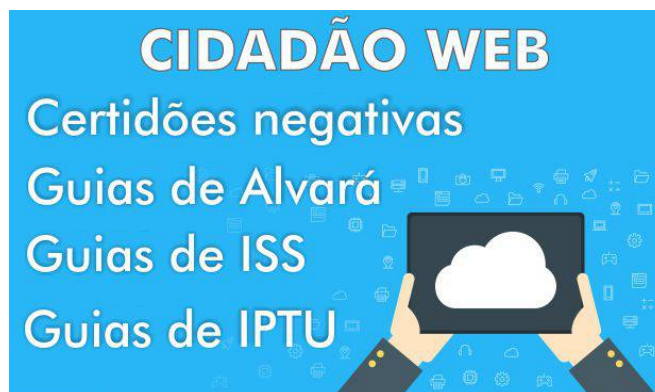 CIDADÃO WEB
Certidões negativas
Guias de Alvará
Guias de ISS
Guias de IPTU